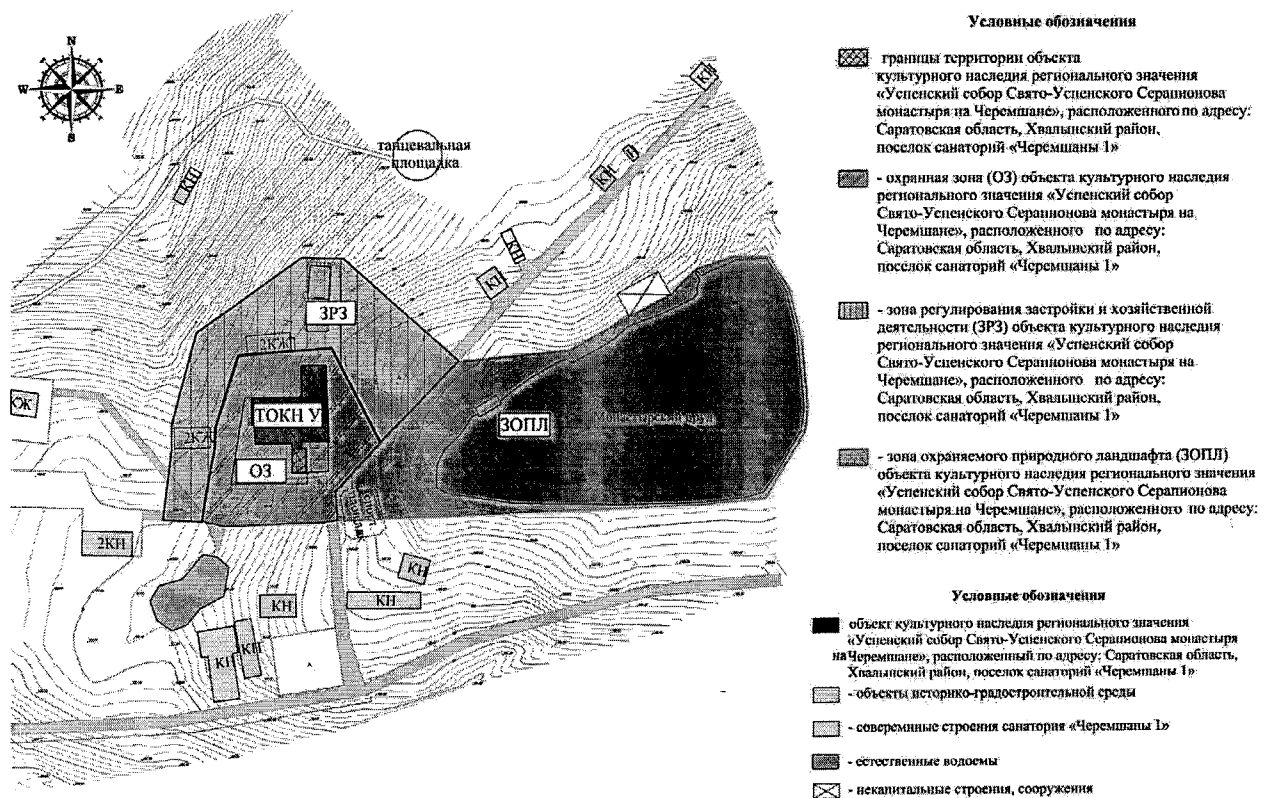 N
W
E
S
танцевальная
площадка
КН
КН
Н
КН
КН
КН
ЗРЗ
2КЖ
КЖ
ТОКН У
2КЖ
ОЗ
ЗОПЛ
2КН
КН
КН
КН
КН
КН
Условные обозначения
границы территории объекта
культурного наследия регионального значения
«Успенский собор Свято-Успенского Серапионова
монастыря на Черемшане», расположенного по адресу:
Саратовская область, Хвалынский район,
поселок санаторий «Черемшаны 1»
- охранная зона (ОЗ) объекта культурного наследия
регионального значения «Успенский собор
Свято-Успенского Серапионова монастыря на
Черемшане», расположенного по адресу:
Саратовская область, Хвалынский район,
поселок санаторий «Черемшаны 1»
- зона регулирования застройки и хозяйственной
деятельности (ЗРЗ) объекта культурного наследия
регионального значения «Успенский собор
Свято-Успенского Серапионова монастыря на
Черемшане», расположенного по адресу:
Саратовская область, Хвалынский район,
поселок санаторий «Черемшаны 1»
- зона охраняемого природного ландшафта (ЗОПЛ)
объекта культурного наследия регионального значения
«Успенский собор Свято-Успенского Серапионова
монастыря на Черемшане», расположенного по адресу:
Саратовская область, Хвалынский район,
поселок санаторий «Черемшаны 1»
Условные обозначения
объект культурного наследия регионального значения
«Успенский собор Свято-Успенского Серапионова монастыря
на Черемшане», расположенный по адресу: Саратовская область,
Хвалынский район, поселок санаторий «Черемшаны 1»
- объекты историко-градостроительной среды
- соверемнные строения санатория «Черемшаны 1»
- естественные водоемы
- некапитальные строения, сооружения